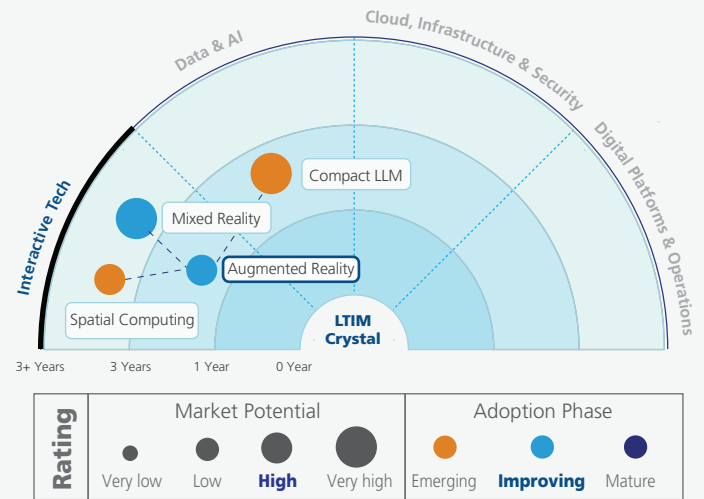 Cloud, Infrastructure & Security
Data & AI
Digital Platforms & Operations
Interactive Tech
Compact LLM
Mixed Reality
Augmented Reality
Spatial Computing
LTIM
Crystal
3+ Years
3 Years
1 Year
0 Year
Rating
Market Potential
Adoption Phase
Very low
Low
High
Very high
Emerging
Improving
Mature